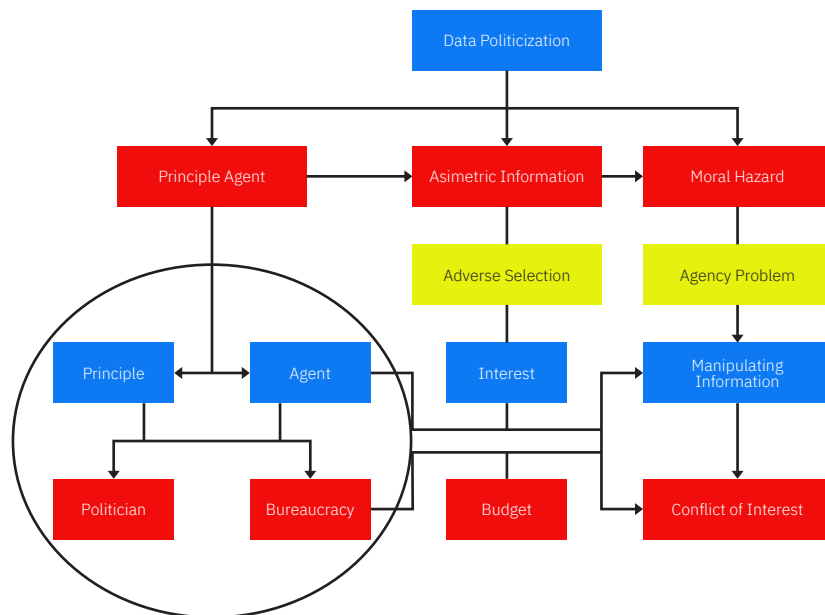 Data Politicization
Principle Agent
Asimetric Information
Moral Hazard
Adverse Selection
Agency Problem
Principle
Agent
Interest
Manipulating
Information
Politician
Bureaucracy
Budget
Conflict of Interest